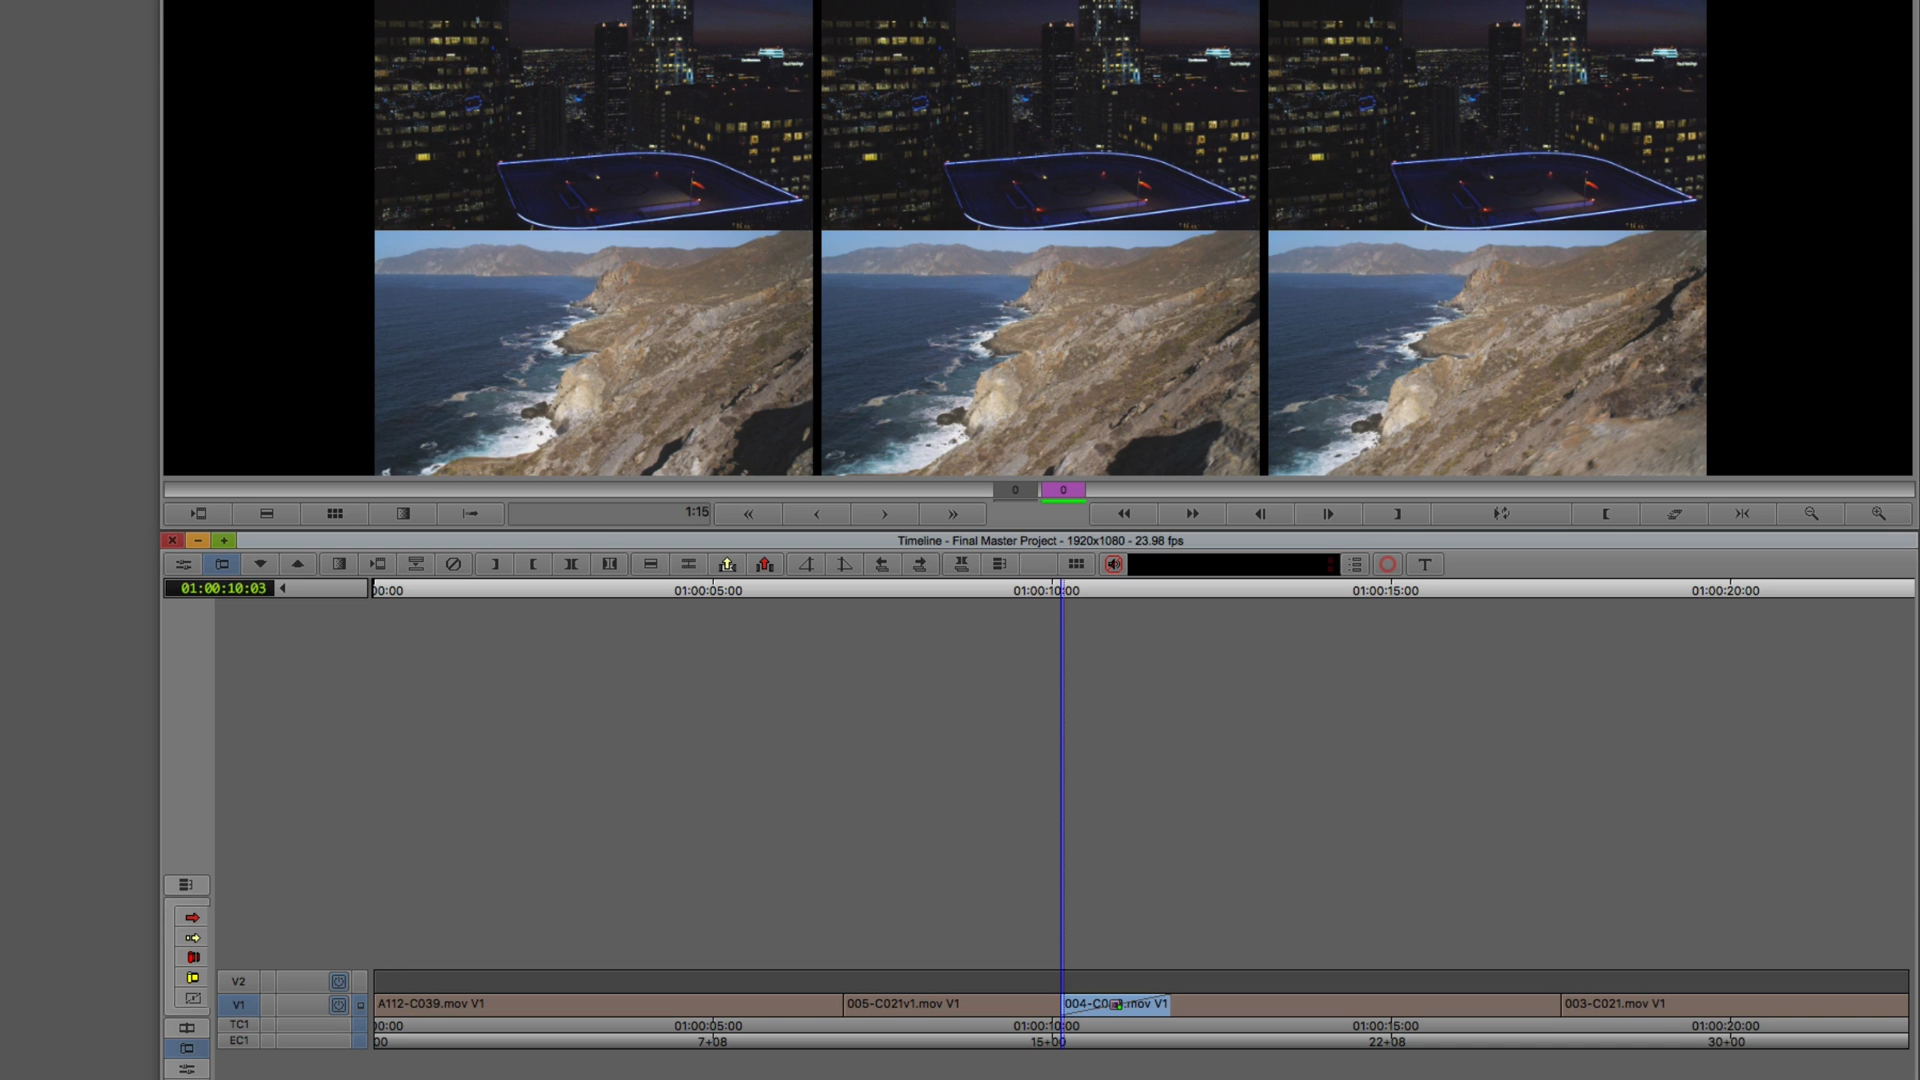 0 0
1:15
Timeline - Final Master Project - 1920x1080 - 23.98 fps
T
01:00:10:03
00:00 01:00:05:00 01:00:10:00 01:00:15:00 01:00:20:00
V2
V1 A112-C039.mov V1 005-C021v1.mov V1 .mov V1 003-C021.mov V1
TC1 00:00 01:00:05:00 01:00:10:00 01:00:15:00 01:00:20:00
EC1 00 7+08 15+00 22+08 30+00